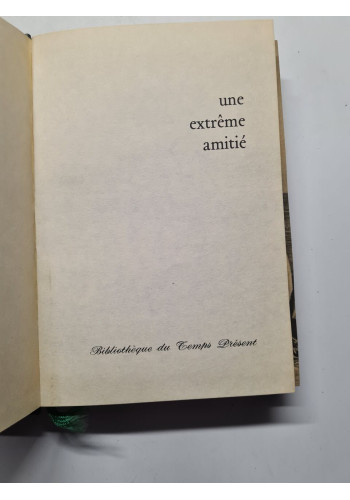 une
extrême
amitié
Bibliothèque du Temps Présent